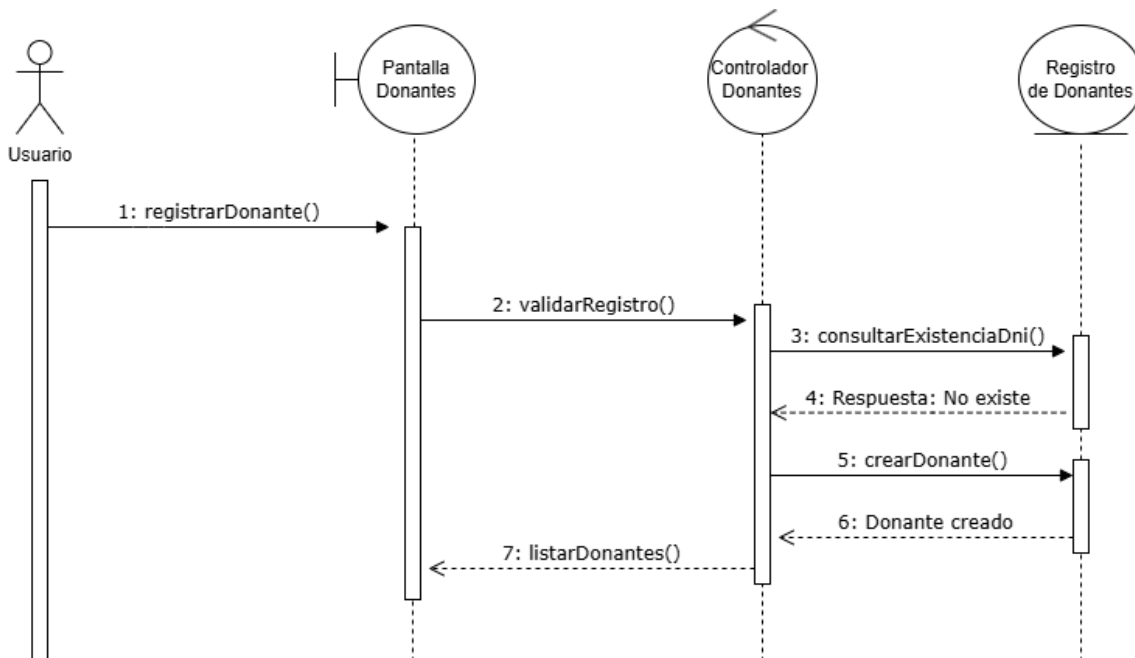 Pantalla
Donantes
Controlador
Donantes
Registro
de Donantes
Usuario
1: registrarDonante()
2: validarRegistro()
3: consultarExistenciaDni()
4: Respuesta: No existe
5: crearDonante()
6: Donante creado
7: listarDonantes()